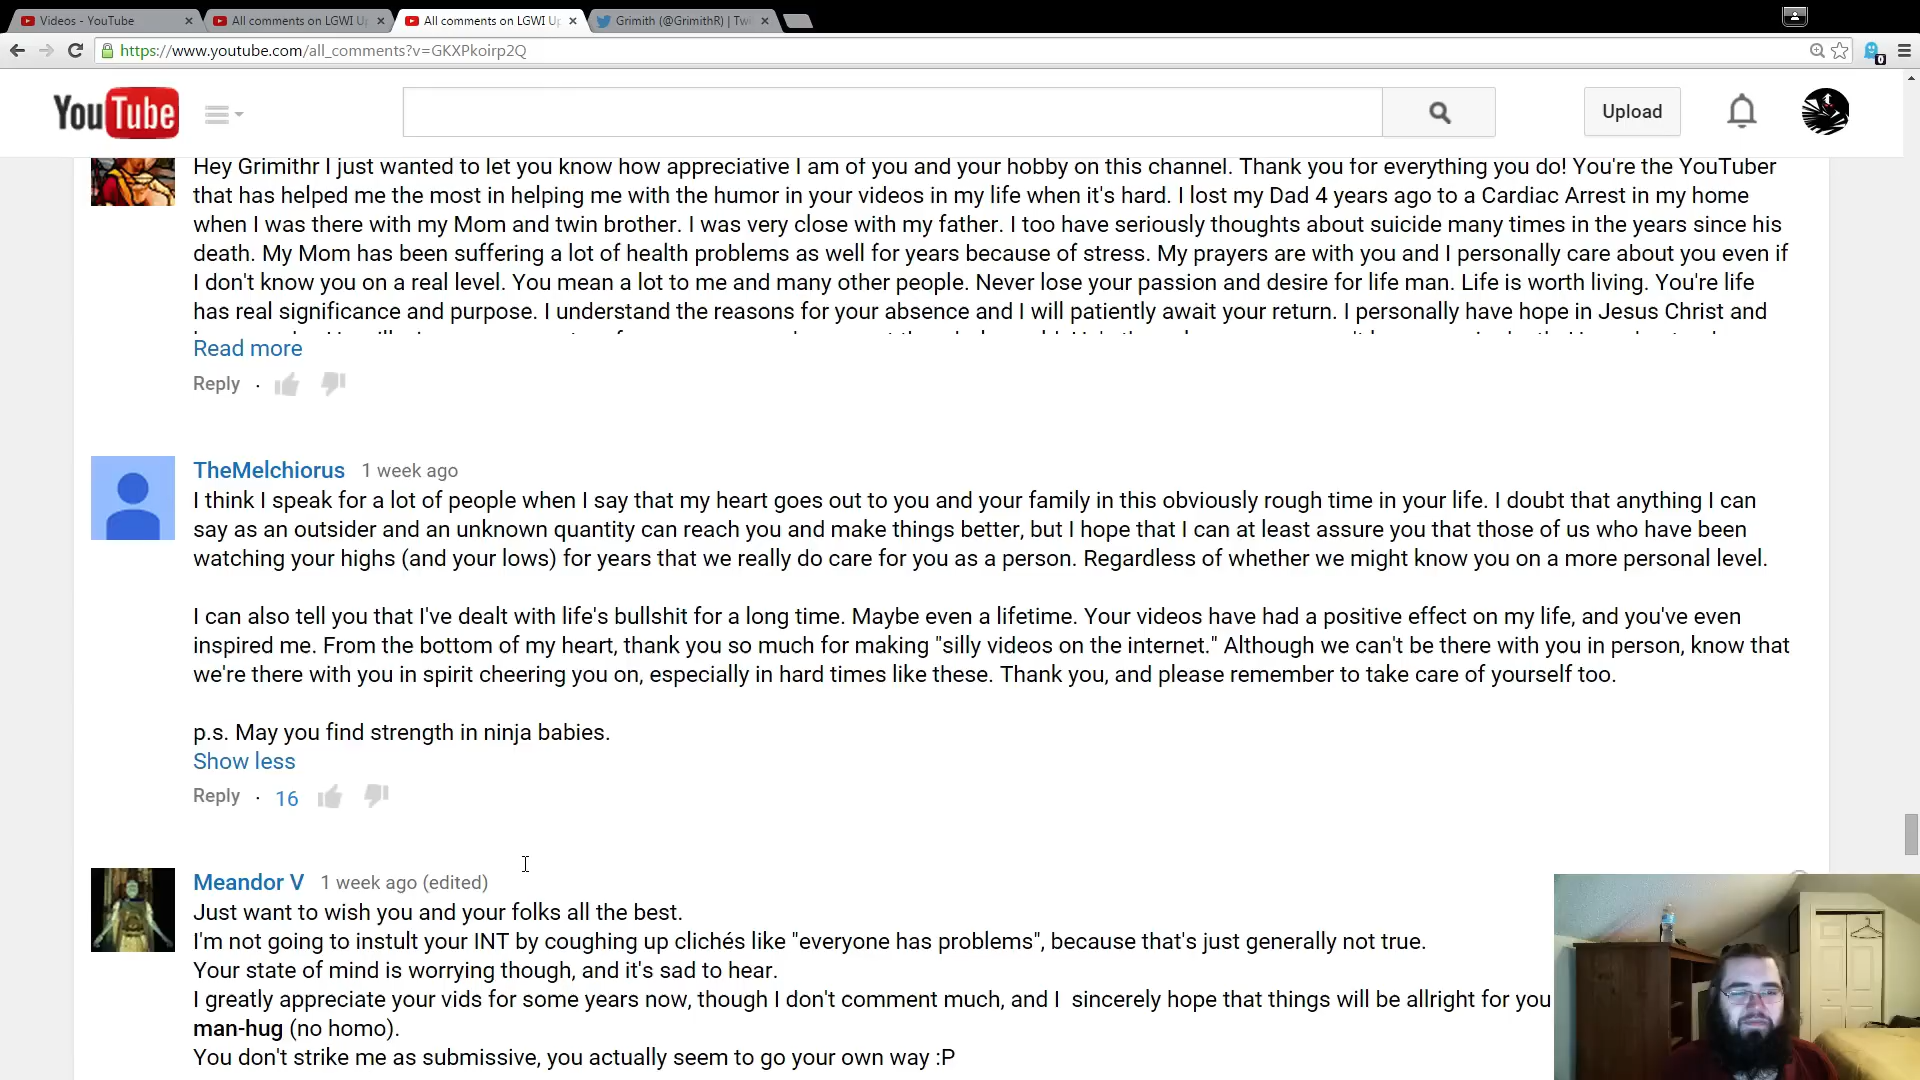 Videos - YouTube
All comments on LGWI Up
All comments on LGWI Up
Grimith (@GrimithR) | Twi
https://www.youtube.com/all_comments?v=GKXPkoirp2Q
0
YouTube
Upload
Hey Grimithr I just wanted to let you know how appreciative I am of you and your hobby on this channel. Thank you for everything you do! You're the YouTuber
that has helped me the most in helping me with the humor in your videos in my life when it's hard. I lost my Dad 4 years ago to a Cardiac Arrest in my home
when I was there with my Mom and twin brother. I was very close with my father. I too have seriously thoughts about suicide many times in the years since his
death. My Mom has been suffering a lot of health problems as well for years because of stress. My prayers are with you and I personally care about you even if
I don't know you on a real level. You mean a lot to me and many other people. Never lose your passion and desire for life man. Life is worth living. You're life
has real significance and purpose. I understand the reasons for your absence and I will patiently await your return. I personally have hope in Jesus Christ and
Read more
Reply ·
TheMelchiorus 1 week ago
I think I speak for a lot of people when I say that my heart goes out to you and your family in this obviously rough time in your life. I doubt that anything I can
say as an outsider and an unknown quantity can reach you and make things better, but I hope that I can at least assure you that those of us who have been
watching your highs (and your lows) for years that we really do care for you as a person. Regardless of whether we might know you on a more personal level.
I can also tell you that I've dealt with life's bullshit for a long time. Maybe even a lifetime. Your videos have had a positive effect on my life, and you've even
inspired me. From the bottom of my heart, thank you so much for making "silly videos on the internet." Although we can't be there with you in person, know that
we're there with you in spirit cheering you on, especially in hard times like these. Thank you, and please remember to take care of yourself too.
p.s. May you find strength in ninja babies.
Show less
Reply · 16
Meandor V 1 week ago (edited)
Just want to wish you and your folks all the best.
I'm not going to instult your INT by coughing up clichés like "everyone has problems", because that's just generally not true.
Your state of mind is worrying though, and it's sad to hear.
I greatly appreciate your vids for some years now, though I don't comment much, and I sincerely hope that things will be allright for you
man-hug (no homo).
You don't strike me as submissive, you actually seem to go your own way :P